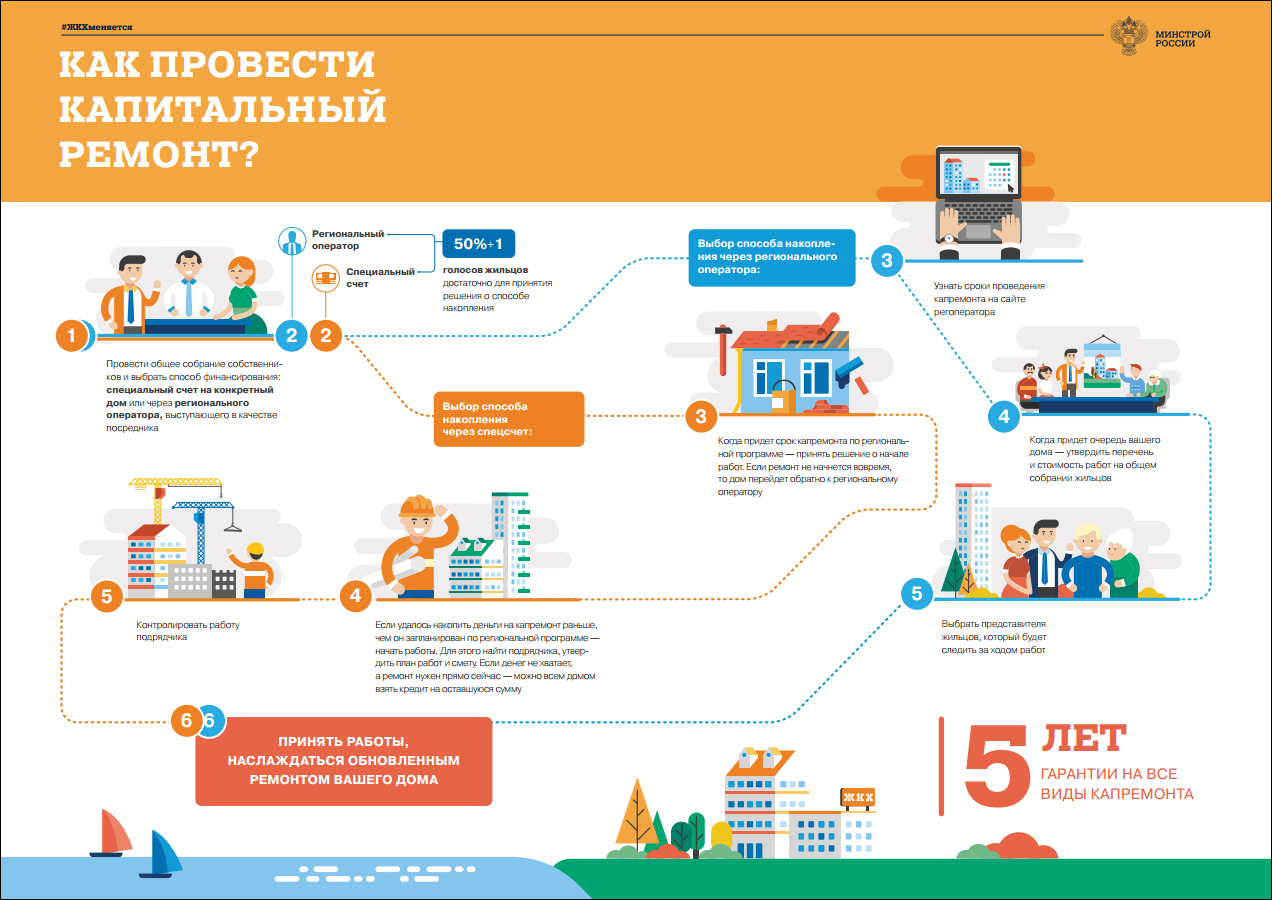 #ЖКХменяется
МИНСТРОЙ
РОССИИ
КАК ПРОВЕСТИ
КАПИТАЛЬНЫЙ
РЕМОНТ?
Региональный
оператор
Специальный
счет
50%+1
голосов жильцов
достаточно для принятия
решения о способе
накопления
1
2
2
Провести общее собрание собственни-
ков и выбрать способ финансирования:
специальный счет на конкретный
дом или через регионального
оператора, выступающего в качестве
посредника
Выбор способа накопле-
ния через регионального
оператора:
3
Узнать сроки проведения
капремонта на сайте
регоператора
Выбор способа
накопления
через спецсчет:
3
Когда придет срок капремонта по региональ-
ной программе — принять решение о начале
работ. Если ремонт не начнется вовремя,
то дом перейдет обратно к региональному
оператору
4
Когда придет очередь вашего
дома — утвердить перечень
и стоимость работ на общем
собрании жильцов
5
Контролировать работу
подрядчика
4
Если удалось накопить деньги на капремонт раньше,
чем он запланирован по региональной программе —
начать работы. Для этого найти подрядчика, утвер-
дить план работ и смету. Если денег не хватает,
а ремонт нужен прямо сейчас — можно всем домом
взять кредит на оставшуюся сумму
5
Выбрать представителя
жильцов, который будет
следить за ходом работ
6
6
ПРИНЯТЬ РАБОТЫ,
НАСЛАЖДАТЬСЯ ОБНОВЛЕННЫМ
РЕМОНТОМ ВАШЕГО ДОМА
5 ЛЕТ
ГАРАНТИИ НА ВСЕ
ВИДЫ КАПРЕМОНТА
ЖКХ